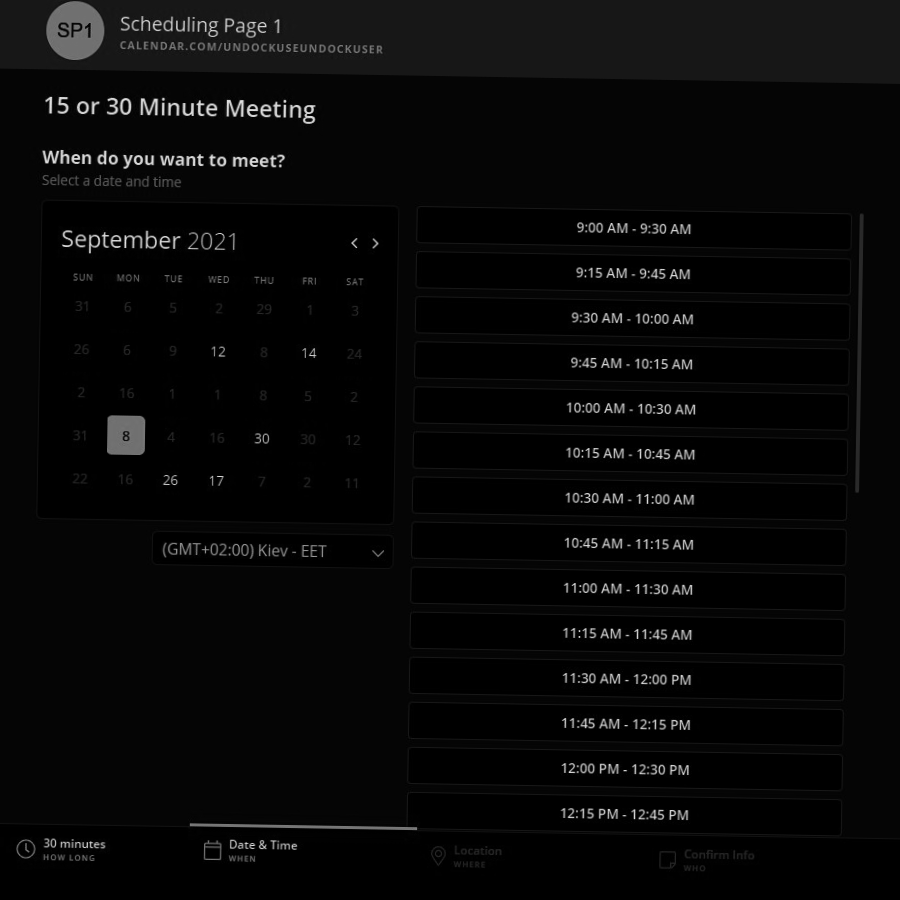 SP1
Scheduling Page 1
CALENDAR.COM/UNDOCKUSEUNDOCKUSER
15 or 30 Minute Meeting
When do you want to meet?
Select a date and time
September 2021
SUN MON TUE WED THU FRI SAT
31 6 5 2 29 1 3
26 6 9 12 8 14 24
2 16 1 1 8 5 2
31 8 4 16 30 30 12
22 16 26 17 7 2 11
(GMT+02:00) Kiev - EET
9:00 AM - 9:30 AM
9:15 AM - 9:45 AM
9:30 AM - 10:00 AM
9:45 AM - 10:15 AM
10:00 AM - 10:30 AM
10:15 AM - 10:45 AM
10:30 AM - 11:00 AM
10:45 AM - 11:15 AM
11:00 AM - 11:30 AM
11:15 AM - 11:45 AM
11:30 AM - 12:00 PM
11:45 AM - 12:15 PM
12:00 PM - 12:30 PM
12:15 PM - 12:45 PM
30 minutes
HOW LONG
Date & Time
WHEN
Location
WHERE
Confirm Info
WHO